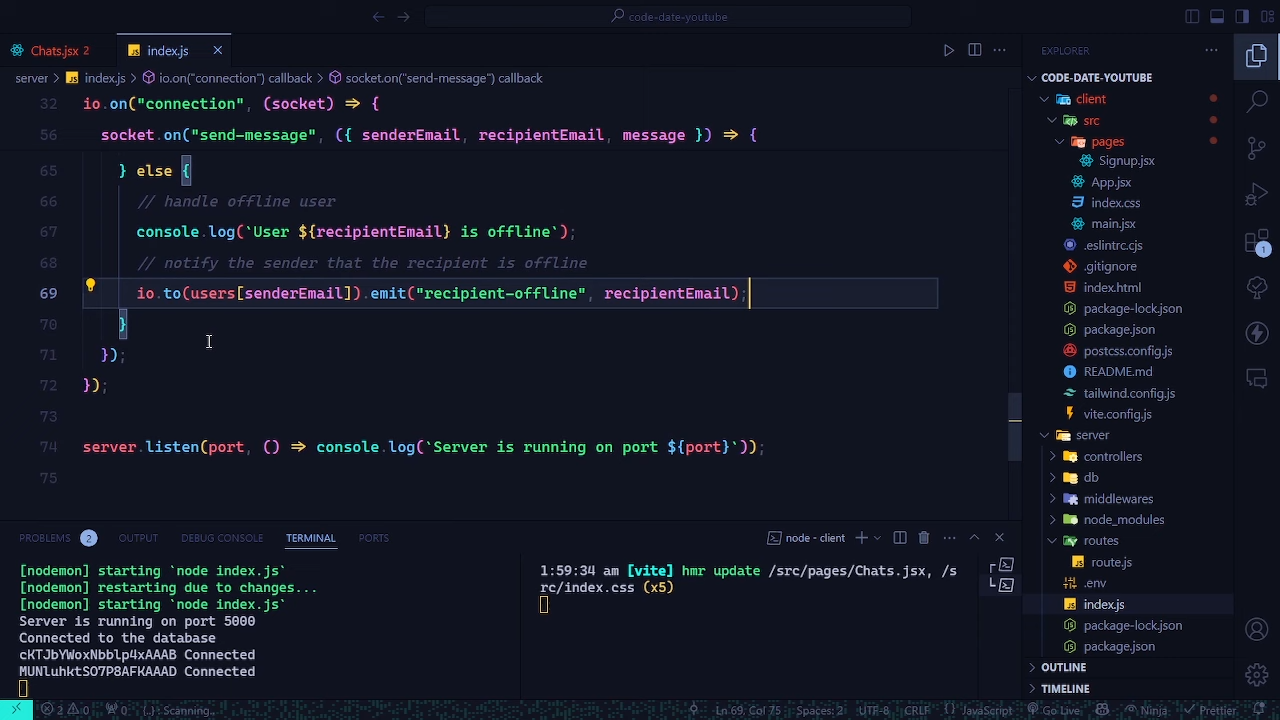 code-date-youtube
Chats.jsx 2
index.js
server > index.js > io.on("connection") callback > socket.on("send-message") callback
32 io.on("connection", (socket) => {
56 socket.on("send-message", ({ senderEmail, recipientEmail, message }) => {
65 } else {
66 // handle offline user
67 console.log(`User ${recipientEmail} is offline`);
68 // notify the sender that the recipient is offline
69 io.to(users[senderEmail]).emit("recipient-offline", recipientEmail);
70 }
71 });
72 });
73
74 server.listen(port, () => console.log(`Server is running on port ${port}`));
75
PROBLEMS 2 OUTPUT DEBUG CONSOLE TERMINAL PORTS
node - client
[nodemon] starting `node index.js`
[nodemon] restarting due to changes...
[nodemon] starting `node index.js`
Server is running on port 5000
Connected to the database
cKTJbYWoxNbblp4xAAAB Connected
MUNluhktSO7P8AFKAAAD Connected
1:59:34 am [vite] hmr update /src/pages/Chats.jsx, /s
rc/index.css (x5)
EXPLORER
CODE-DATE-YOUTUBE
client
src
pages
Signup.jsx
App.jsx
index.css
main.jsx
.eslintrc.cjs
.gitignore
index.html
package-lock.json
package.json
postcss.config.js
README.md
tailwind.config.js
vite.config.js
server
controllers
db
middlewares
node_modules
routes
route.js
.env
index.js
package-lock.json
package.json
OUTLINE
TIMELINE
1
2 0 0 {..} Scanning.. Ln 69, Col 75 Spaces: 2 UTF-8 CRLF {} JavaScript Go Live Ninja Prettier